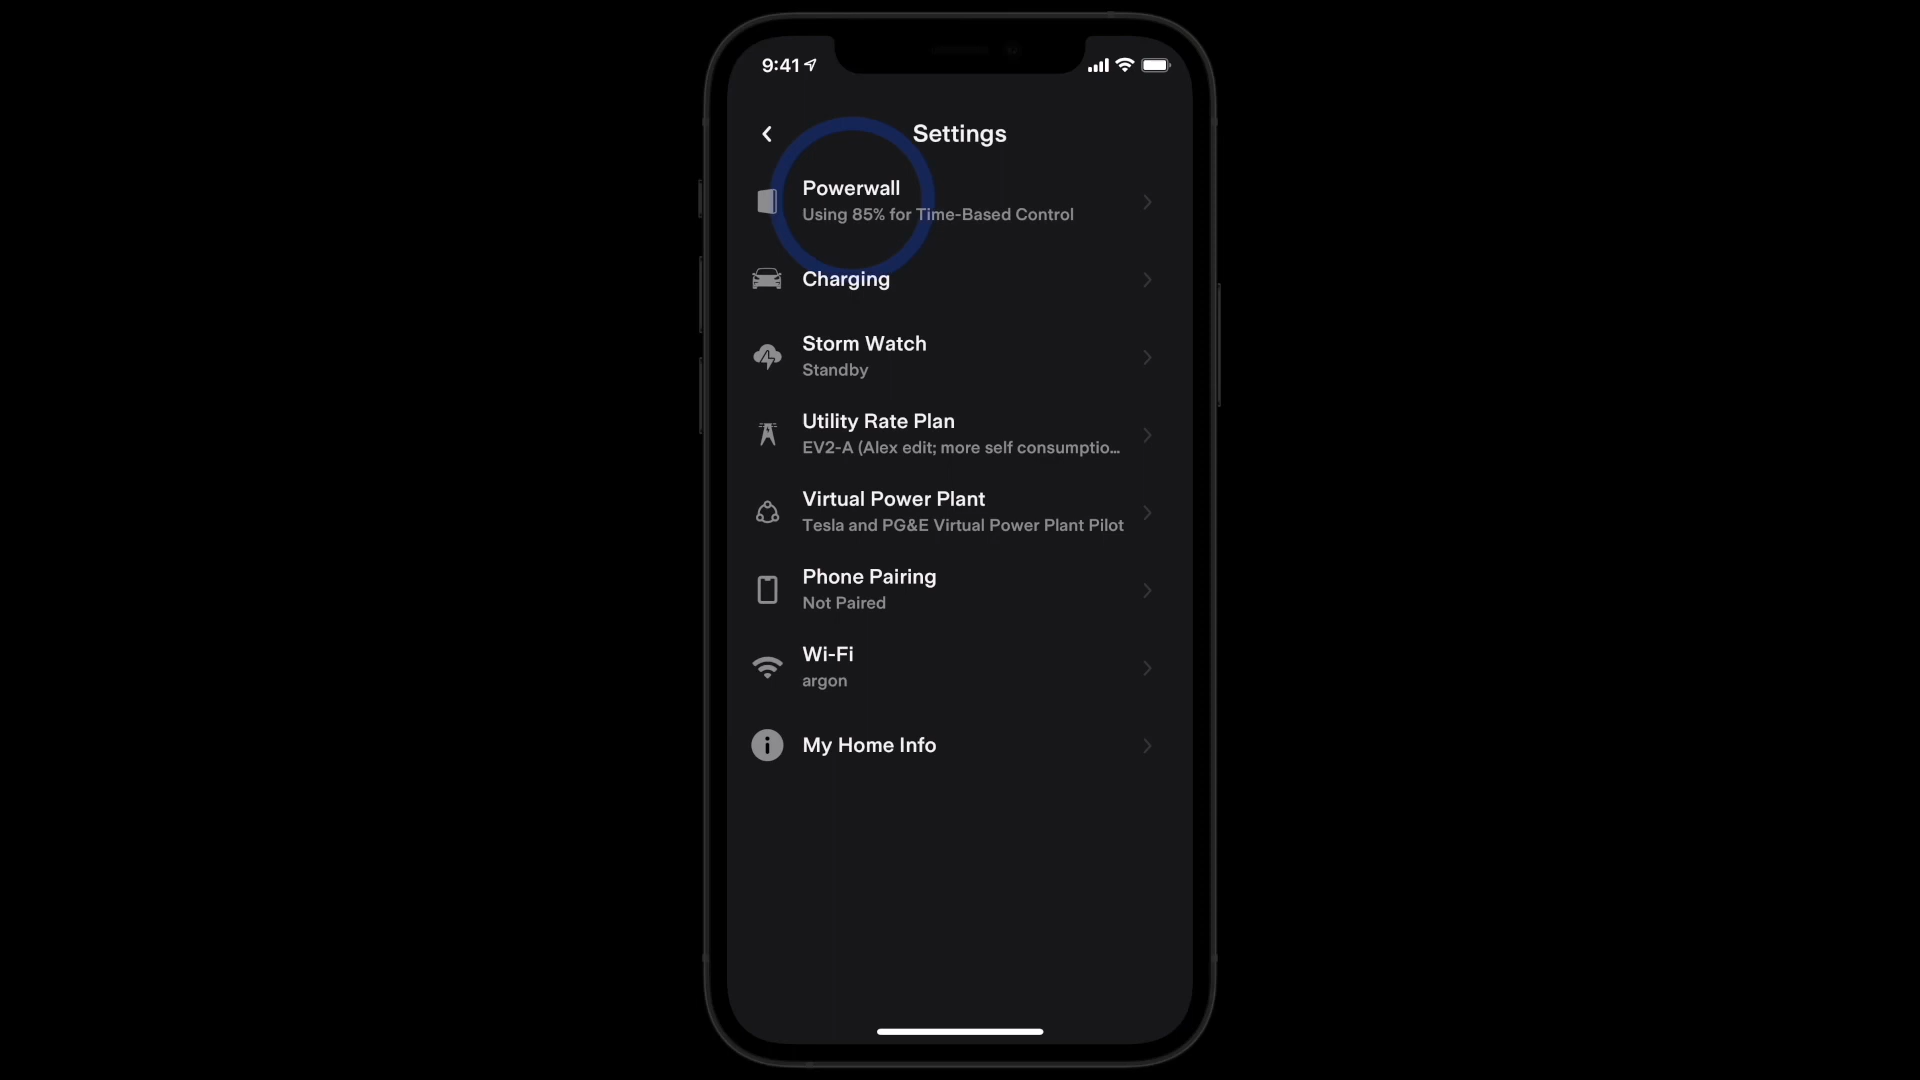 9:41
Settings
Powerwall
Using 85% for Time-Based Control
Charging
Storm Watch
Standby
Utility Rate Plan
EV2-A (Alex edit; more self consumptio...
Virtual Power Plant
Tesla and PG&E Virtual Power Plant Pilot
Phone Pairing
Not Paired
Wi-Fi
argon
My Home Info